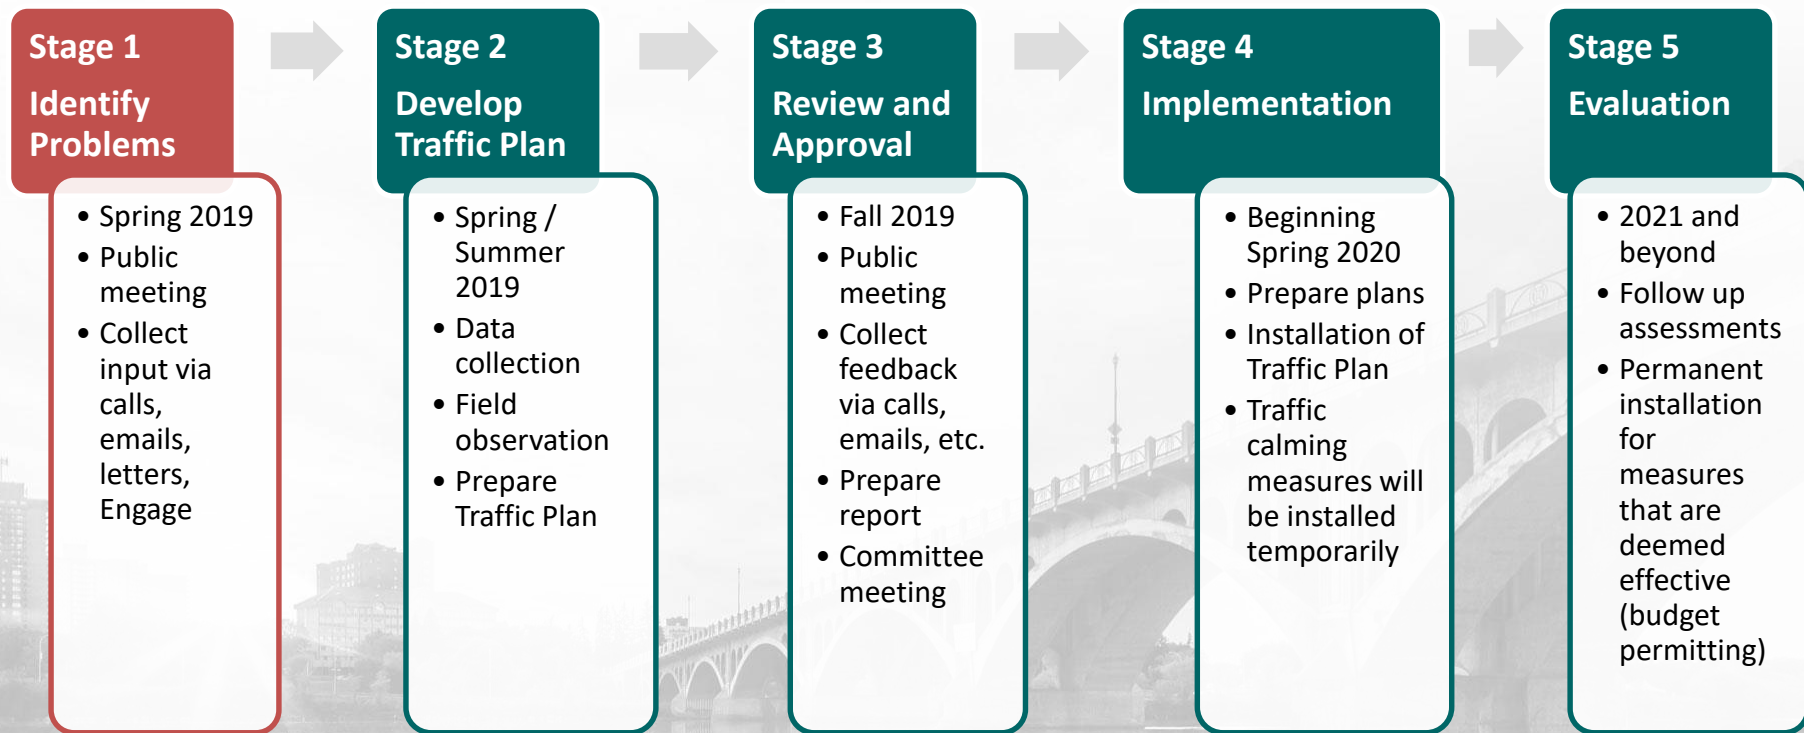 Stage 1
Identify
Problems
• Spring 2019
• Public
meeting
• Collect
input via
calls,
emails,
letters,
Engage
Stage 2
Develop
Traffic Plan
• Spring /
Summer
2019
• Data
collection
• Field
observation
• Prepare
Traffic Plan
Stage 3
Review and
Approval
• Fall 2019
• Public
meeting
• Collect
feedback
via calls,
emails, etc.
• Prepare
report
• Committee
meeting
Stage 4
Implementation
• Beginning
Spring 2020
• Prepare plans
• Installation of
Traffic Plan
• Traffic
calming
measures will
be installed
temporarily
Stage 5
Evaluation
• 2021 and
beyond
• Follow up
assessments
• Permanent
installation
for
measures
that are
deemed
effective
(budget
permitting)